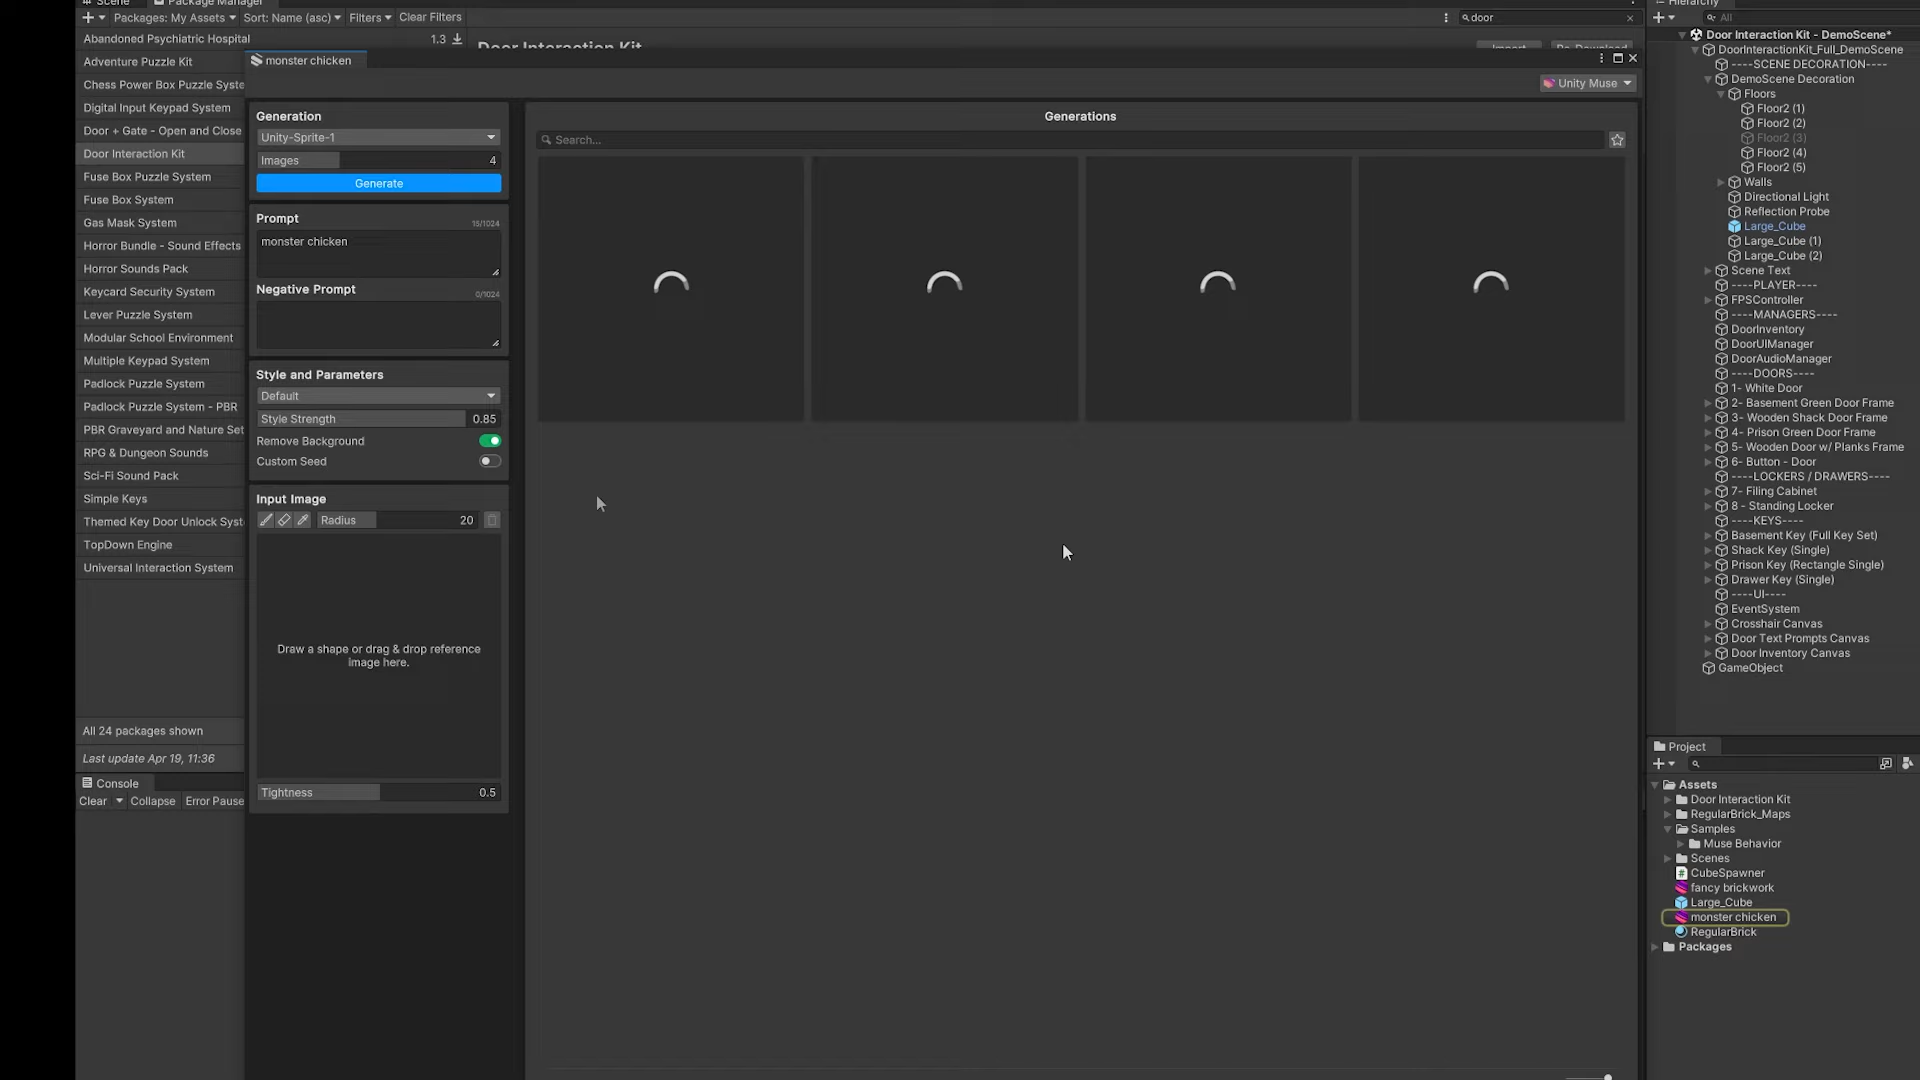 Scene
Package Manager
Packages: My Assets
Sort: Name (asc)
Filters
Clear Filters
door
Abandoned Psychiatric Hospital
1.3
Adventure Puzzle Kit
Chess Power Box Puzzle Syste
Digital Input Keypad System
Door + Gate - Open and Close
Door Interaction Kit
Fuse Box Puzzle System
Fuse Box System
Gas Mask System
Horror Bundle - Sound Effects
Horror Sounds Pack
Keycard Security System
Lever Puzzle System
Modular School Environment
Multiple Keypad System
Padlock Puzzle System
Padlock Puzzle System - PBR
PBR Graveyard and Nature Set
RPG & Dungeon Sounds
Sci-Fi Sound Pack
Simple Keys
Themed Key Door Unlock Syst
TopDown Engine
Universal Interaction System
All 24 packages shown
Last update Apr 19, 11:36
Console
Clear
Collapse
Error Pause
Door Interaction Kit
Import
Re-Download
monster chicken
Unity Muse
Generation
Unity-Sprite-1
Images
4
Generate
Prompt
15/1024
monster chicken
Negative Prompt
0/1024
Style and Parameters
Default
Style Strength
0.85
Remove Background
Custom Seed
Input Image
Radius
20
Draw a shape or drag & drop reference
image here.
Tightness
0.5
Generations
Search...
Hierarchy
All
Door Interaction Kit - DemoScene*
DoorInteractionKit_Full_DemoScene
----SCENE DECORATION----
DemoScene Decoration
Floors
Floor2 (1)
Floor2 (2)
Floor2 (3)
Floor2 (4)
Floor2 (5)
Walls
Directional Light
Reflection Probe
Large_Cube
Large_Cube (1)
Large_Cube (2)
Scene Text
----PLAYER----
FPSController
----MANAGERS----
DoorInventory
DoorUIManager
DoorAudioManager
----DOORS----
1- White Door
2- Basement Green Door Frame
3- Wooden Shack Door Frame
4- Prison Green Door Frame
5- Wooden Door w/ Planks Frame
6- Button - Door
----LOCKERS / DRAWERS----
7- Filing Cabinet
8 - Standing Locker
----KEYS----
Basement Key (Full Key Set)
Shack Key (Single)
Prison Key (Rectangle Single)
Drawer Key (Single)
----UI----
EventSystem
Crosshair Canvas
Door Text Prompts Canvas
Door Inventory Canvas
GameObject
Project
Assets
Door Interaction Kit
RegularBrick_Maps
Samples
Muse Behavior
Scenes
CubeSpawner
fancy brickwork
Large_Cube
monster chicken
RegularBrick
Packages